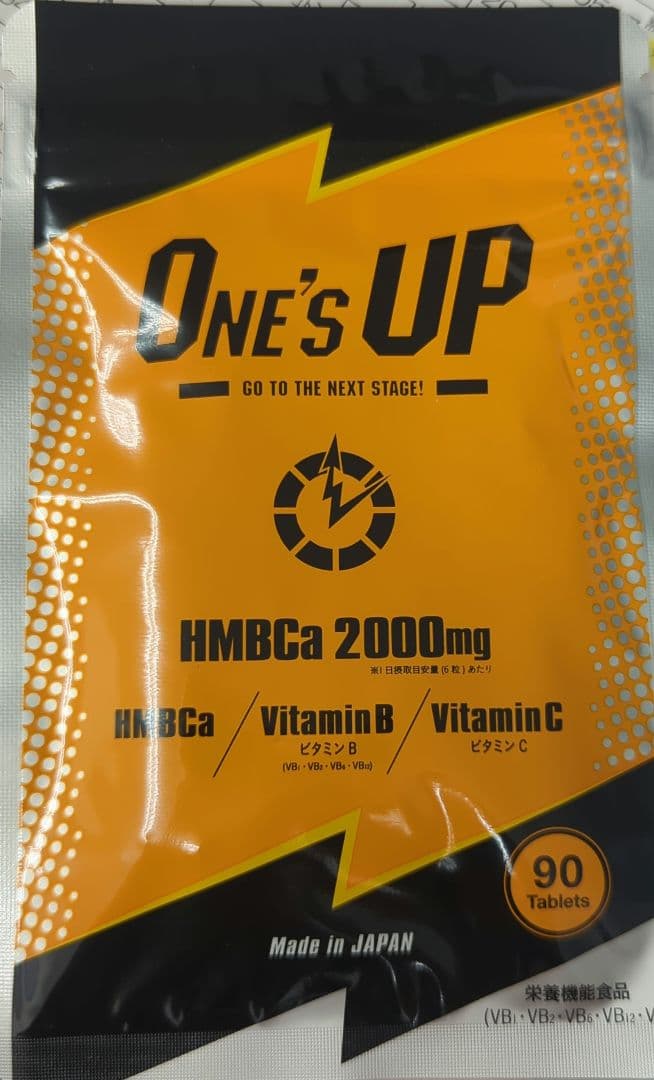 ONE'S UP
GO TO THE NEXT STAGE!
HMBCa 2000mg
※1日摂取目安量(6粒)あたり
HMBCa / Vitamin B / Vitamin C
ビタミンB ビタミンC
(VB₁・VB₂・VB₆・VB₁₂)
90
Tablets
Made in JAPAN
栄養機能食品
(VB₁・VB₂・VB₆・VB₁₂・V